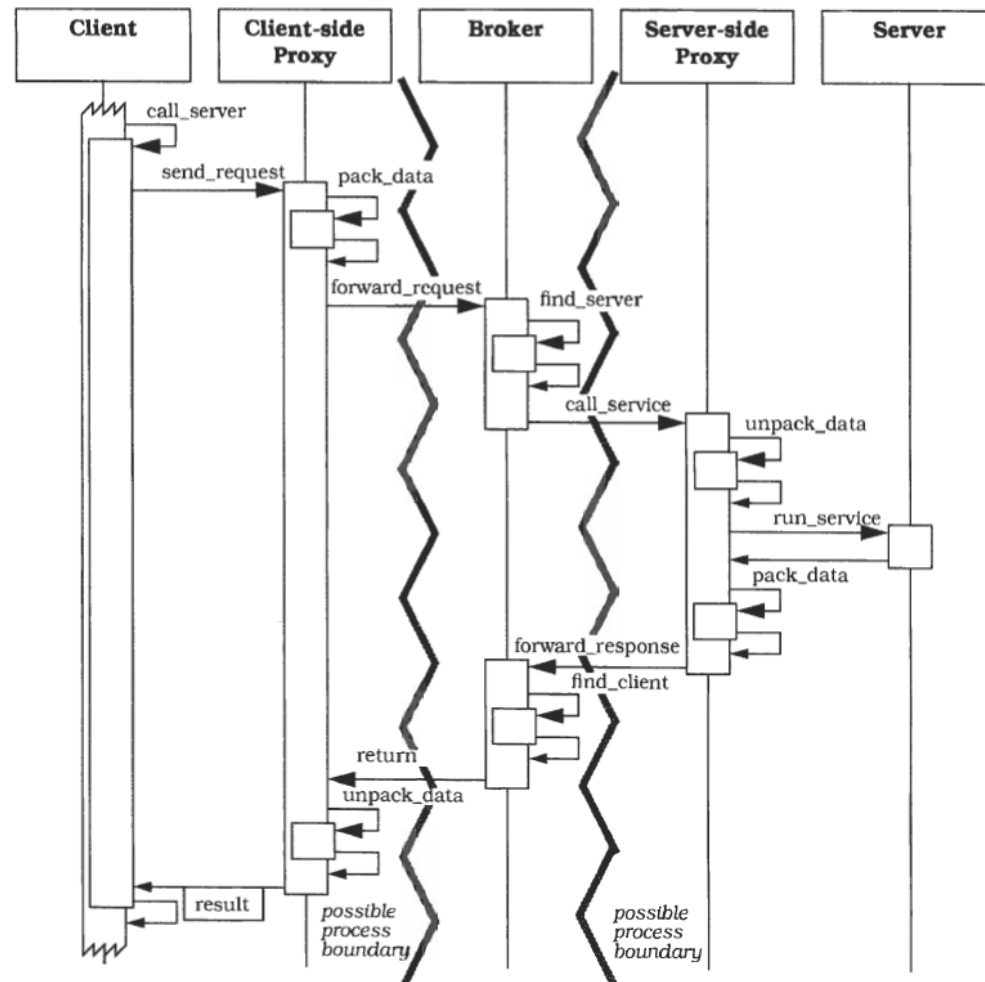 Client
Client-side
Proxy
Broker
Server-side
Proxy
Server
call_server
send_request
pack_data
forward_request
find_server
call_service
unpack_data
run_service
pack_data
forward_response
find_client
return
unpack_data
result
possible
process
boundary
possible
process
boundary